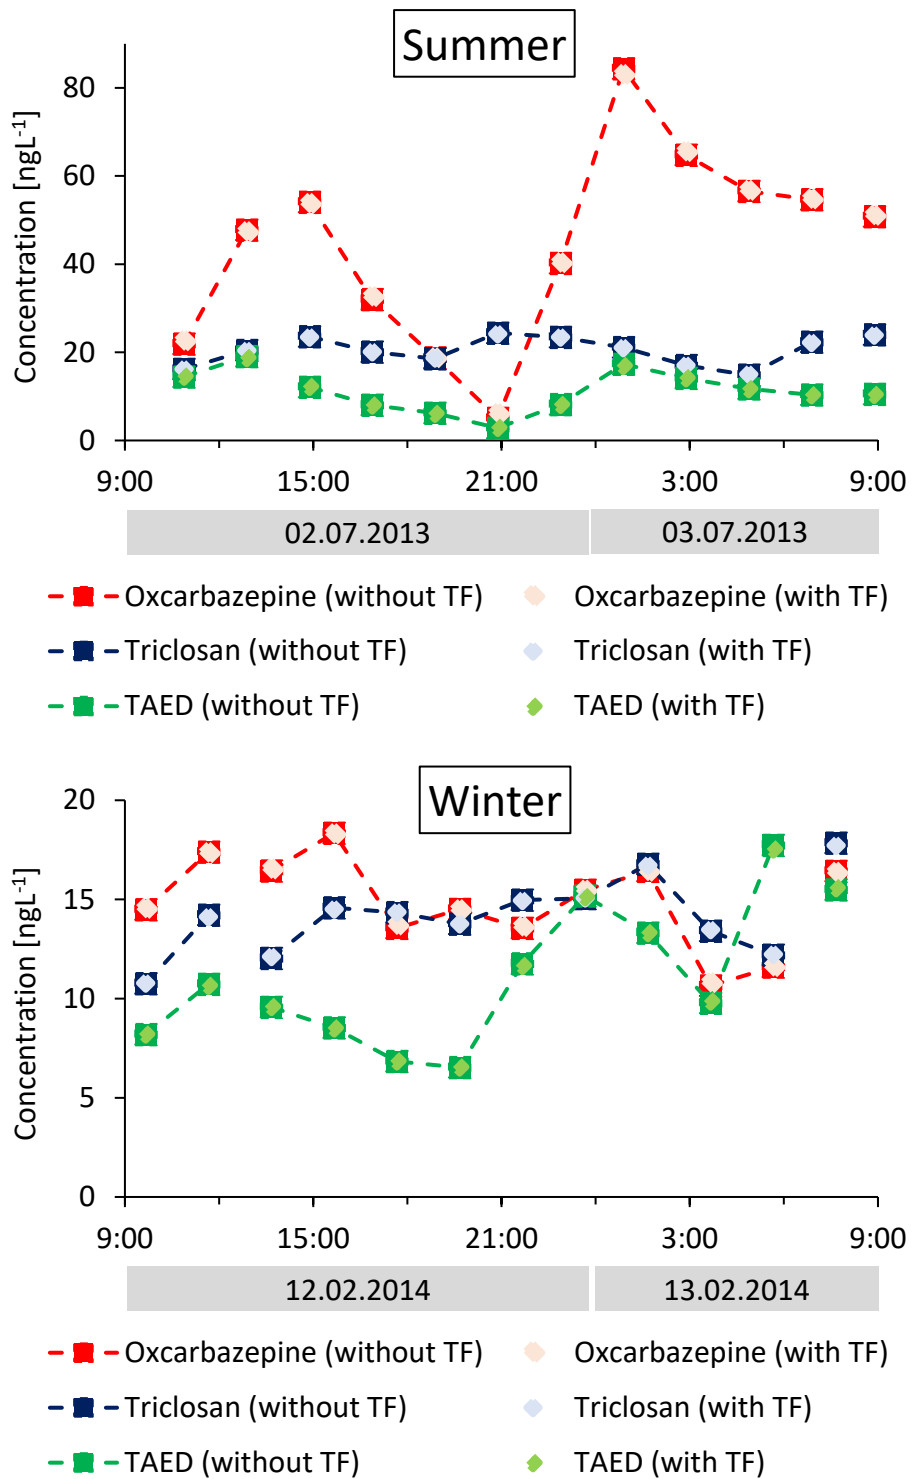 Summer
Concentration [ngL⁻¹]
80
60
40
20
0
9:00 15:00 21:00 3:00 9:00
02.07.2013 03.07.2013
Oxcarbazepine (without TF) Oxcarbazepine (with TF)
Triclosan (without TF) Triclosan (with TF)
TAED (without TF) TAED (with TF)
Winter
Concentration [ngL⁻¹]
20
15
10
5
0
9:00 15:00 21:00 3:00 9:00
12.02.2014 13.02.2014
Oxcarbazepine (without TF) Oxcarbazepine (with TF)
Triclosan (without TF) Triclosan (with TF)
TAED (without TF) TAED (with TF)